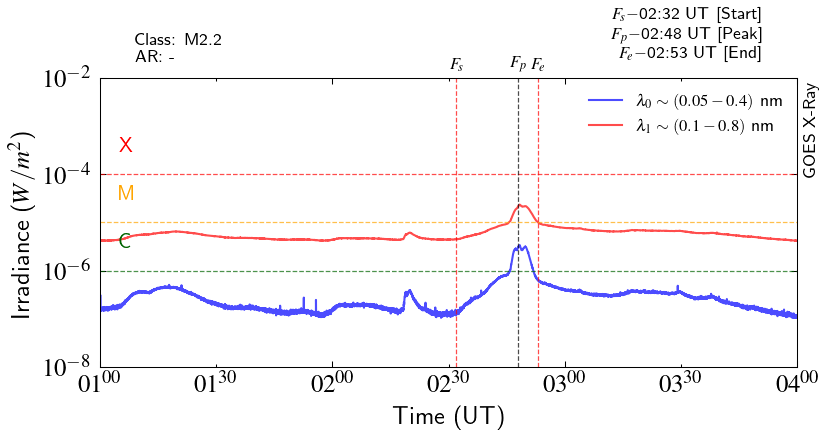 Class: M2.2
AR: -
Fₛ−02:32 UT [Start]
Fₚ−02:48 UT [Peak]
Fₑ−02:53 UT [End]
Fₛ Fₚ Fₑ
10⁻²
10⁻⁴
10⁻⁶
10⁻⁸
Irradiance (W/m²)
X
M
C
λ₀ ∼ (0.05 − 0.4) nm
λ₁ ∼ (0.1 − 0.8) nm
GOES X-Ray
01⁰⁰ 01³⁰ 02⁰⁰ 02³⁰ 03⁰⁰ 03³⁰ 04⁰⁰
Time (UT)